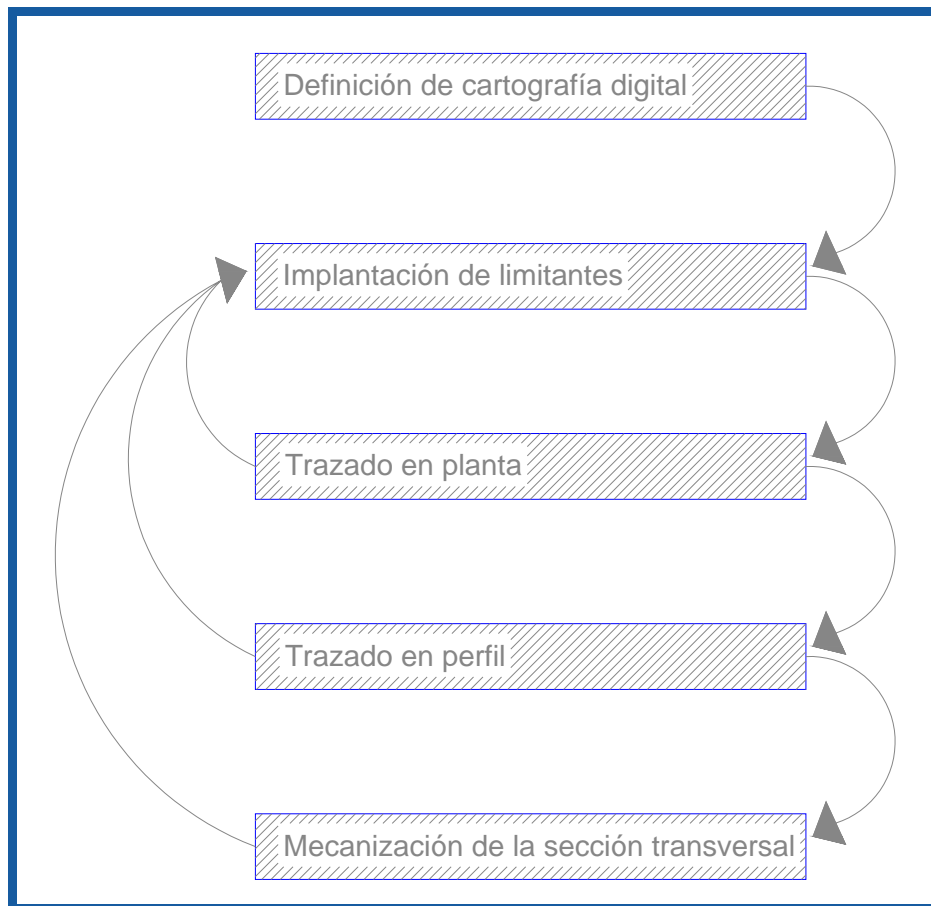 Definición de cartografía digital
Implantación de limitantes
Trazado en planta
Trazado en perfil
Mecanización de la sección transversal